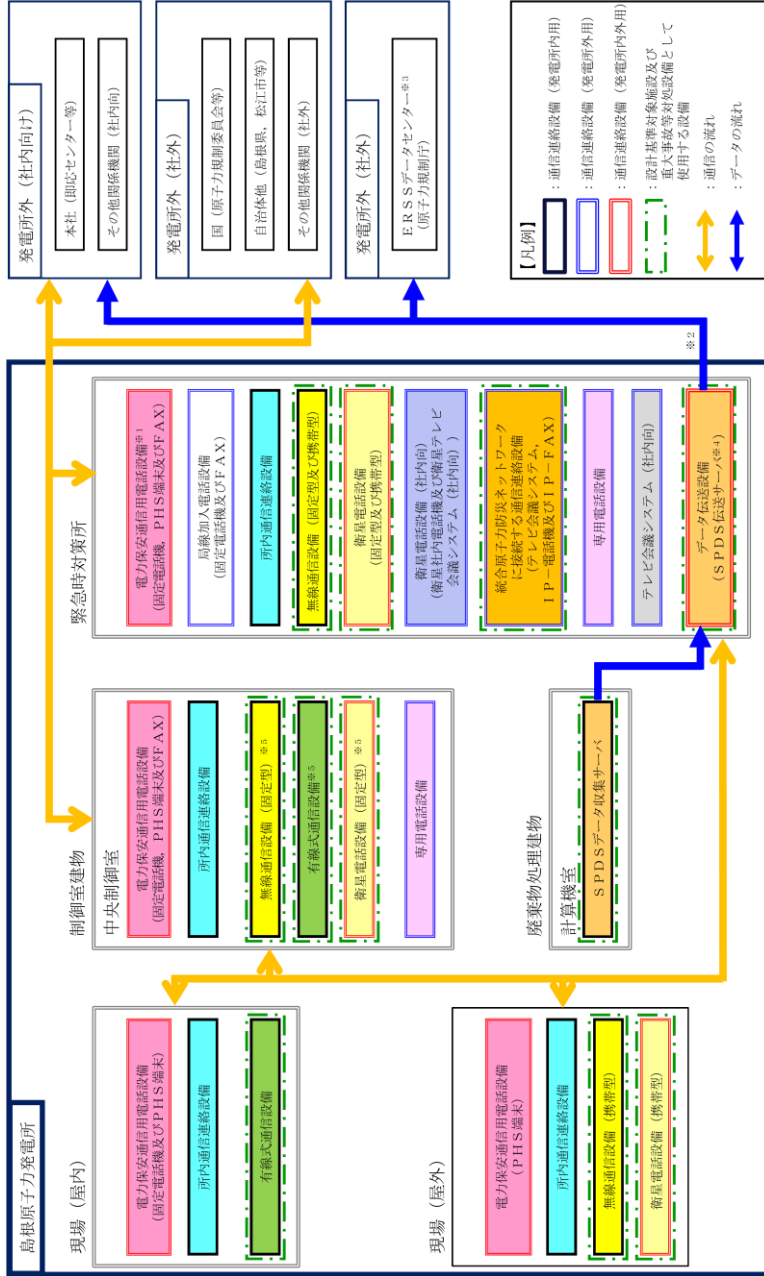 島根原子力発電所
現場（屋内）
電力保安通信用電話設備
（固定電話機及びＰＨＳ端末）
所内通信連絡設備
有線式通信設備
現場（屋外）
電力保安通信用電話設備
（ＰＨＳ端末）
所内通信連絡設備
無線通信設備（携帯型）
衛星電話設備（携帯型）
制御室建物
中央制御室
電力保安通信用電話設備
（固定電話機，ＰＨＳ端末及びＦＡＸ）
所内通信連絡設備
無線通信設備（固定型）※５
有線式通信設備※５
衛星電話設備（固定型）※５
専用電話設備
廃棄物処理建物
計算機室
ＳＰＤＳデータ収集サーバ
緊急時対策所
電力保安通信用電話設備※１
（固定電話機，ＰＨＳ端末及びＦＡＸ）
局線加入電話設備
（固定電話機及びＦＡＸ）
所内通信連絡設備
無線通信設備（固定型及び携帯型）
衛星電話設備
（固定型及び携帯型）
衛星電話設備（社内向）
（衛星社内電話機及び衛星テレビ
会議システム（社内向））
統合原子力防災ネットワーク
に接続する通信連絡設備
（テレビ会議システム，
ＩＰ－電話機及びＩＰ－ＦＡＸ）
専用電話設備
テレビ会議システム（社内向）
データ伝送設備
（ＳＰＤＳ伝送サーバ※４）
※２
発電所外（社内向け）
本社（即応センター等）
その他関係機関（社内向）
発電所外（社外）
国（原子力規制委員会等）
自治体他（島根県，松江市等）
その他関係機関（社外）
発電所外（社外）
ＥＲＳＳデータセンター※３
（原子力規制庁）
【凡例】
：通信連絡設備（発電所内用）
：通信連絡設備（発電所外用）
：通信連絡設備（発電所内外用）
：設計基準対象施設及び
重大事故等対処設備として
使用する設備
：通信の流れ
：データの流れ